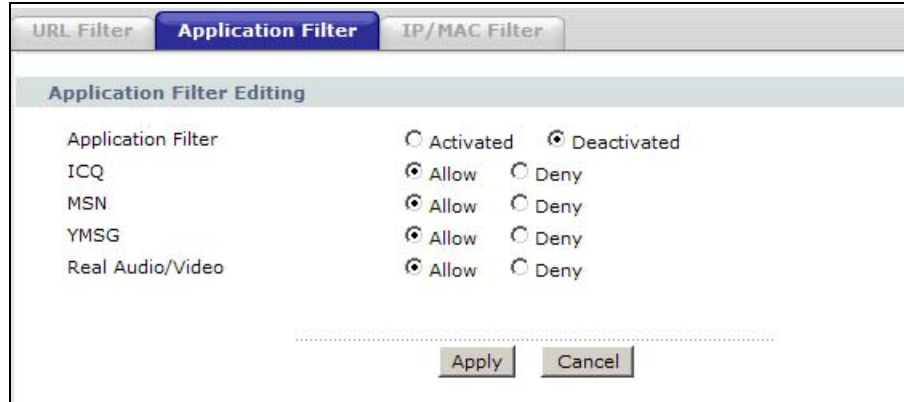 URL Filter Application Filter IP/MAC Filter
Application Filter Editing
Application Filter Activated Deactivated
ICQ Allow Deny
MSN Allow Deny
YMSG Allow Deny
Real Audio/Video Allow Deny
Apply Cancel